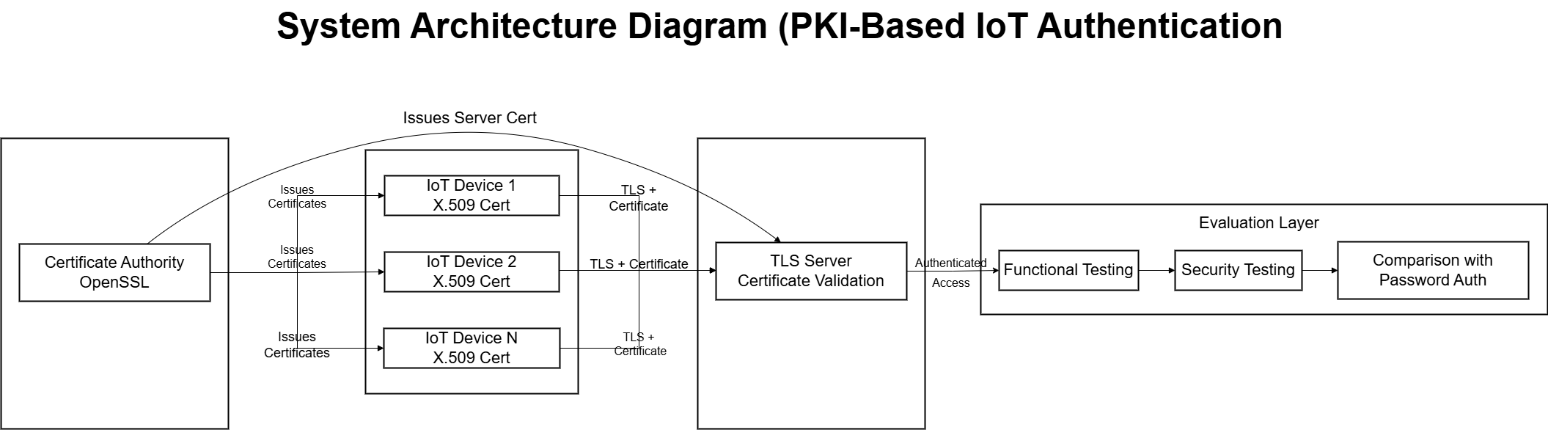 System Architecture Diagram (PKI-Based IoT Authentication
Issues Server Cert
Certificate Authority
OpenSSL
Issues
Certificates
Issues
Certificates
Issues
Certificates
IoT Device 1
X.509 Cert
IoT Device 2
X.509 Cert
IoT Device N
X.509 Cert
TLS +
Certificate
TLS + Certificate
TLS +
Certificate
TLS Server
Certificate Validation
Authenticated
Access
Evaluation Layer
Functional Testing
Security Testing
Comparison with
Password Auth